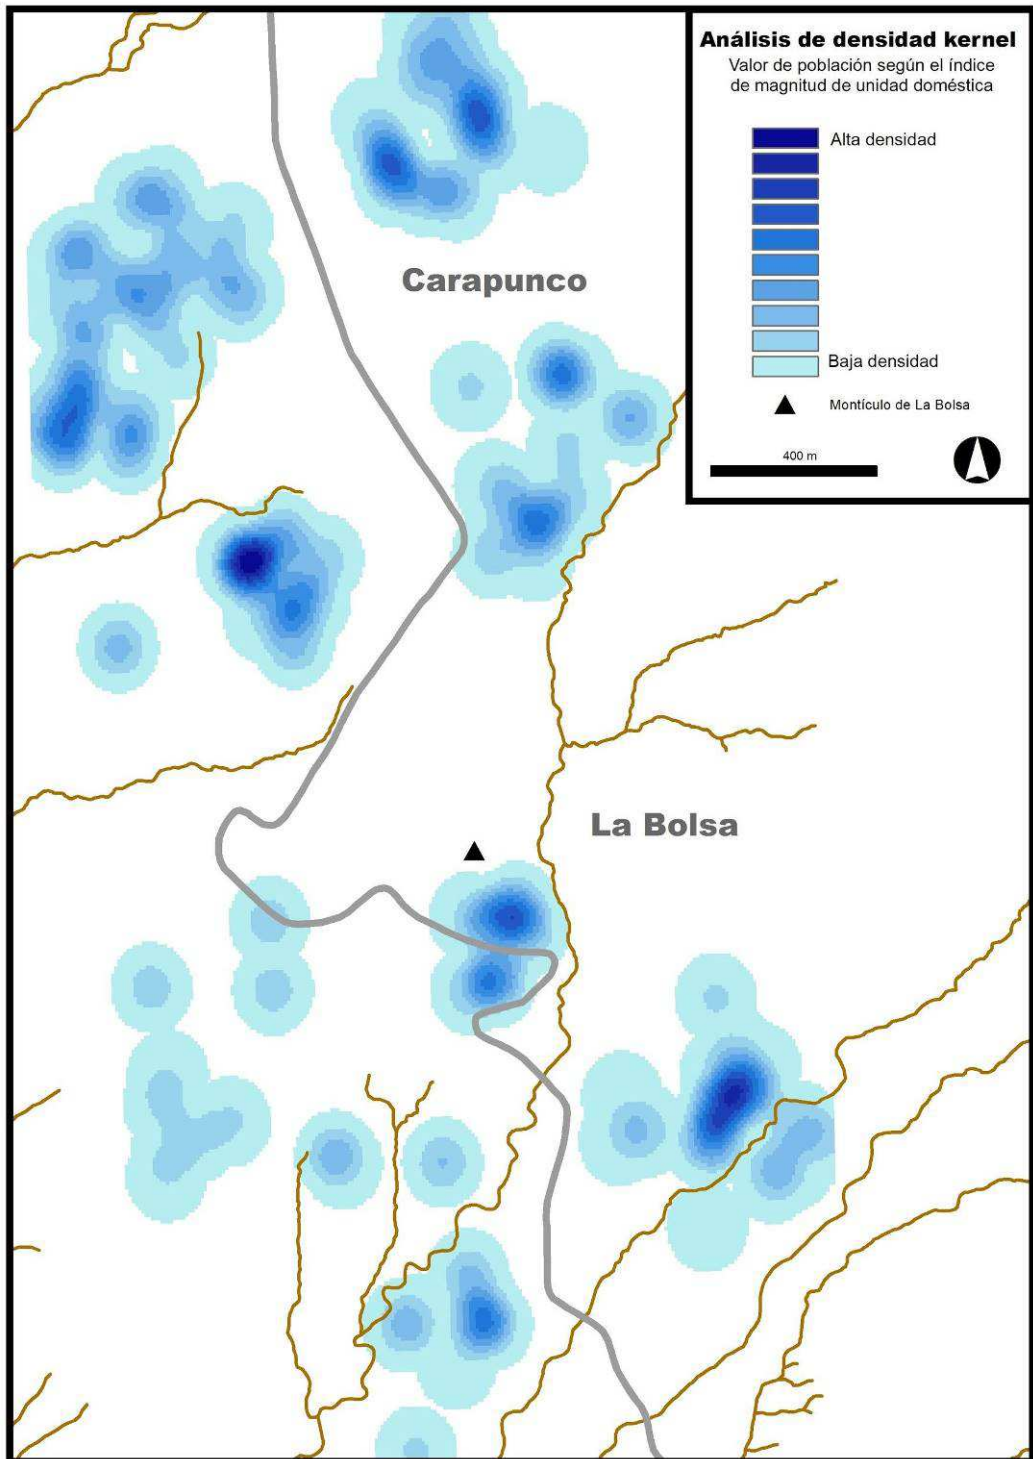 Análisis de densidad kernel
Valor de población según el índice
de magnitud de unidad doméstica
Alta densidad
Baja densidad
Montículo de La Bolsa
400 m
Carapunco
La Bolsa